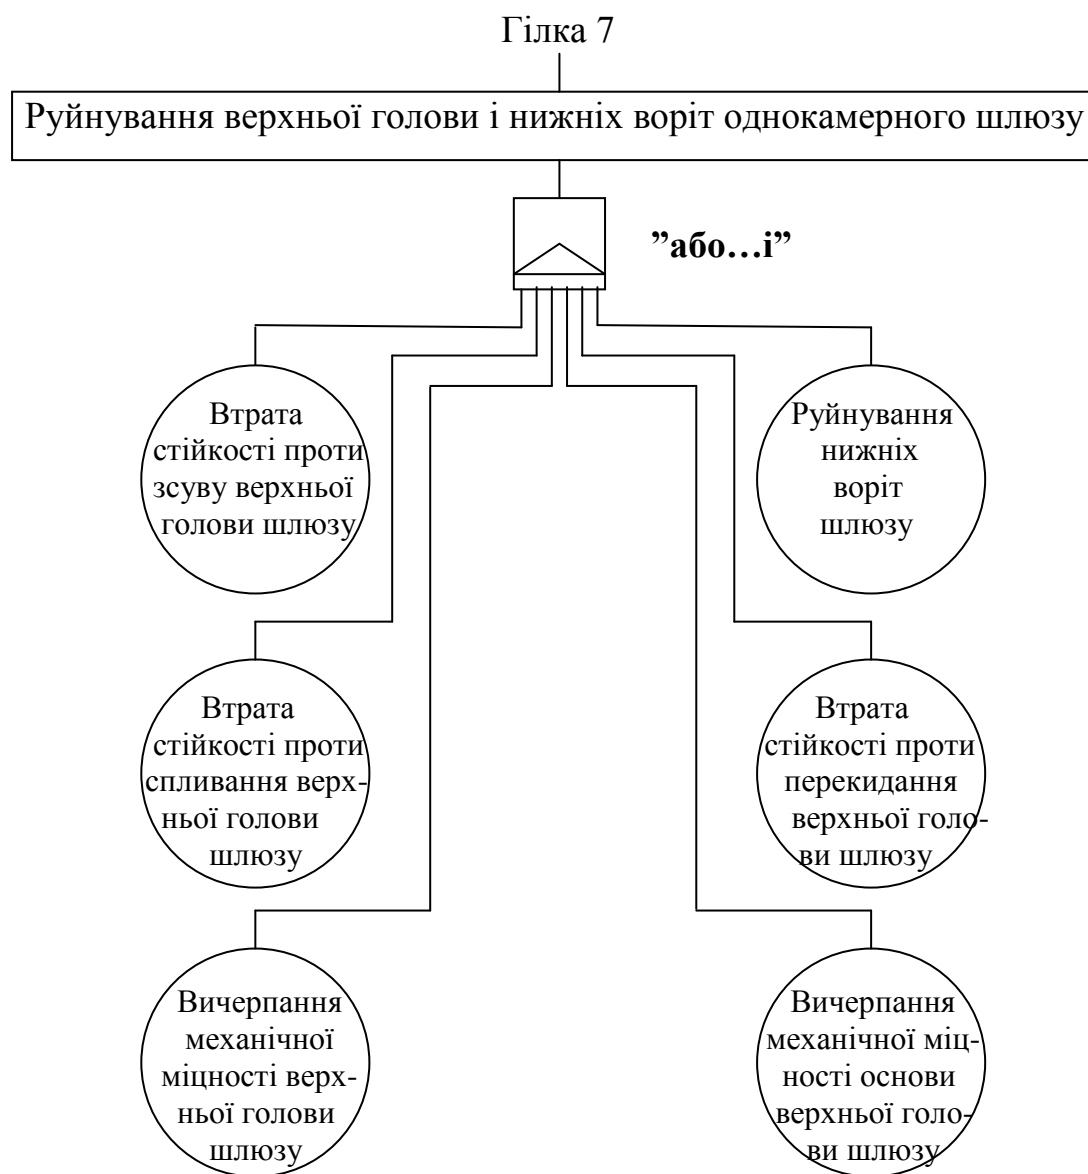 Гілка 7
Руйнування верхньої голови і нижніх воріт однокамерного шлюзу
”або…і”
Втрата
стійкості проти
зсуву верхньої
голови шлюзу
Руйнування
нижніх
воріт
шлюзу
Втрата
стійкості проти
спливання верх-
ньої голови
шлюзу
Втрата
стійкості проти
перекидання
верхньої голо-
ви шлюзу
Вичерпання
механічної
міцності верх-
ньої голови
шлюзу
Вичерпання
механічної міц-
ності основи
верхньої голо-
ви шлюзу